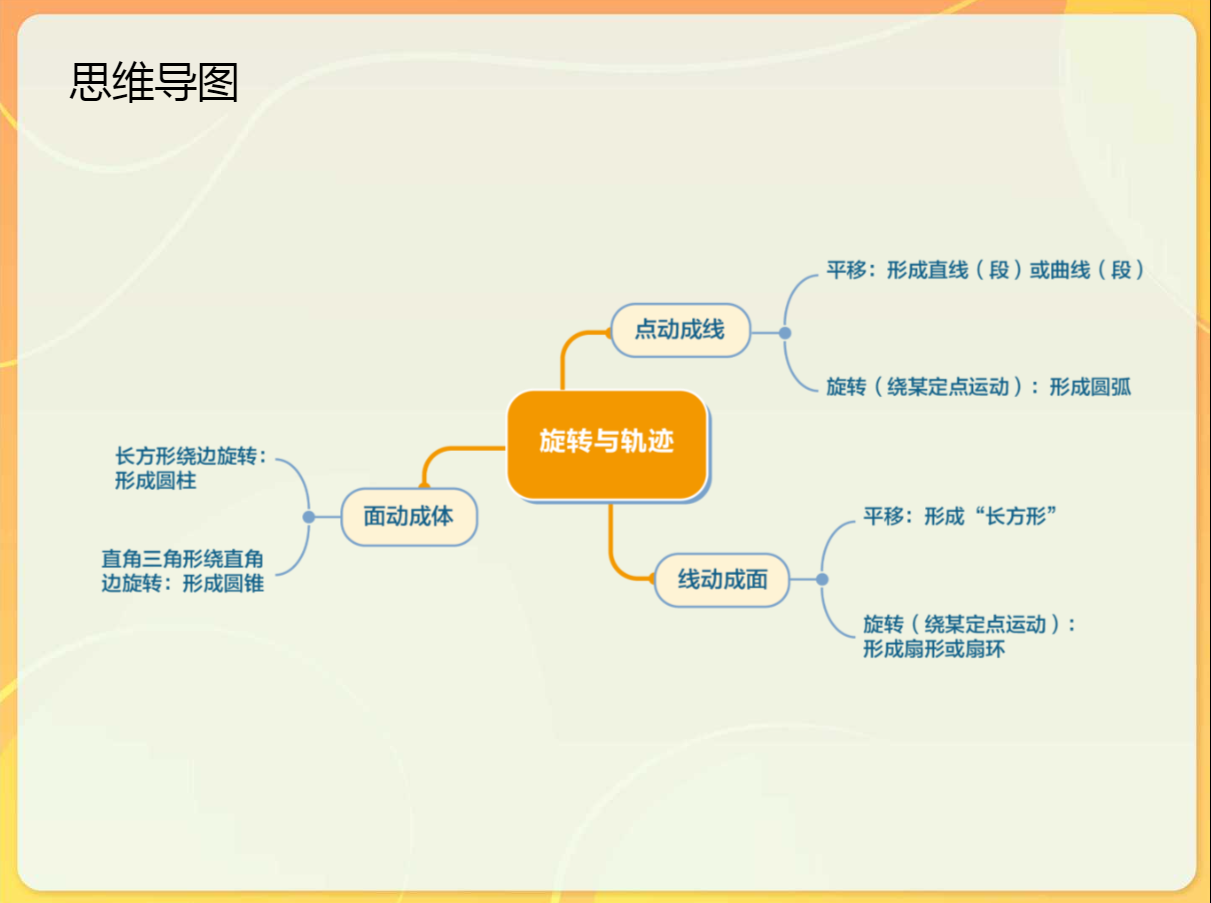 思维导图
旋转与轨迹
点动成线
平移：形成直线（段）或曲线（段）
旋转（绕某定点运动）：形成圆弧
线动成面
平移：形成“长方形”
旋转（绕某定点运动）：
形成扇形或扇环
面动成体
长方形绕边旋转：
形成圆柱
直角三角形绕直角
边旋转：形成圆锥